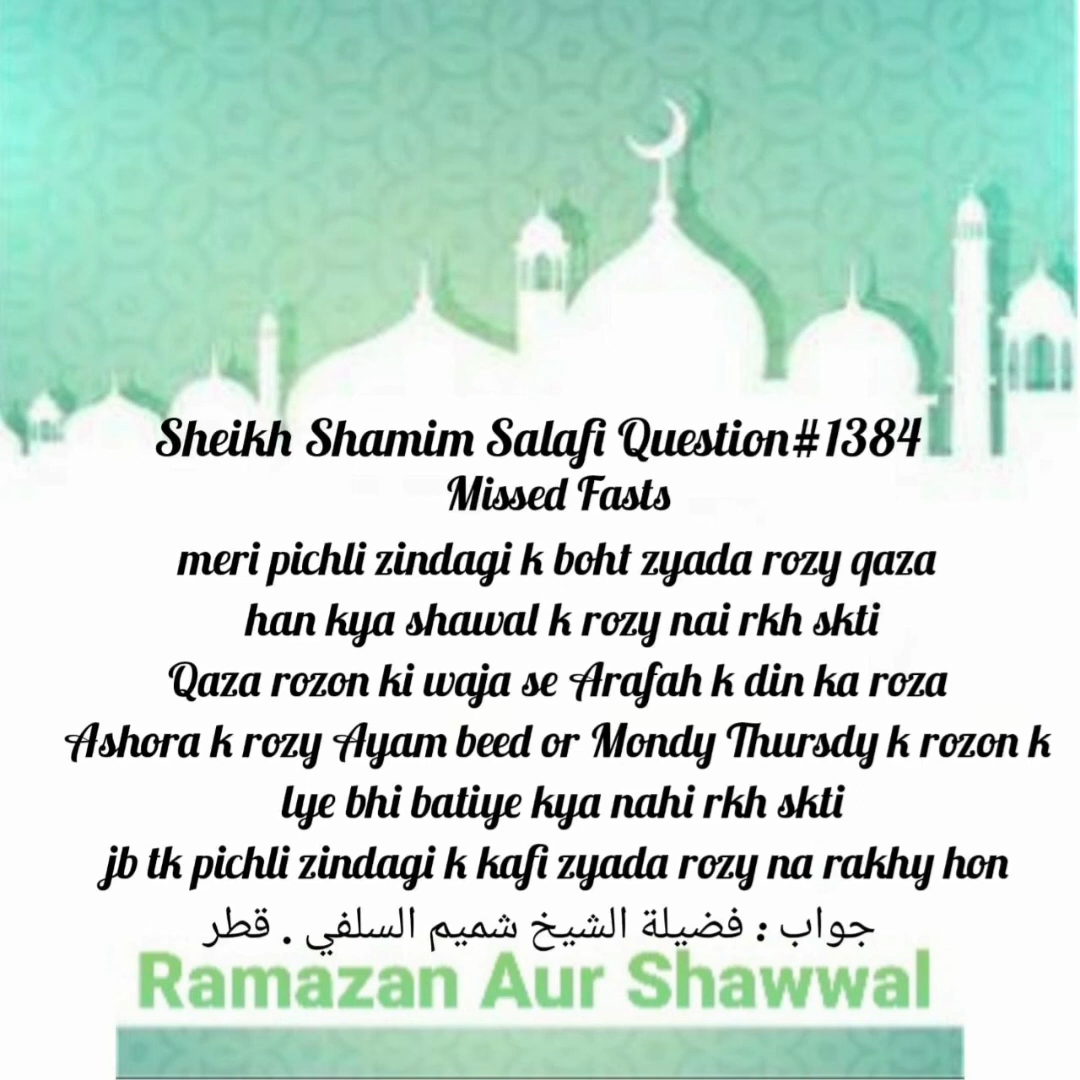 Sheikh Shamim Salafi Question#1384
Missed Fasts
meri pichli zindagi k boht zyada rozy qaza
han kya shawal k rozy nai rkh skti
Qaza rozon ki waja se Arafah k din ka roza
Ashora k rozy Ayam beed or Mondy Thursdy k rozon k
lye bhi batiye kya nahi rkh skti
jb tk pichli zindagi k kafi zyada rozy na rakhy hon
جواب : فضيلة الشيخ شميم السلفي . قطر
Ramazan Aur Shawwal